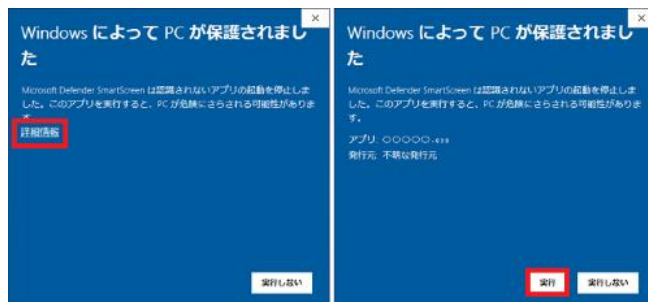 Windows によって PC が保護されまし
た
Microsoft Defender SmartScreen は認識されないアプリの起動を停止しま
した。このアプリを実行すると、PC が危険にさらされる可能性がありま
す。
詳細情報
実行しない
Windows によって PC が保護されまし
た
Microsoft Defender SmartScreen は認識されないアプリの起動を停止しま
した。このアプリを実行すると、PC が危険にさらされる可能性がありま
す。
アプリ: 〇〇〇〇〇.exe
発行元: 不明な発行元
実行
実行しない